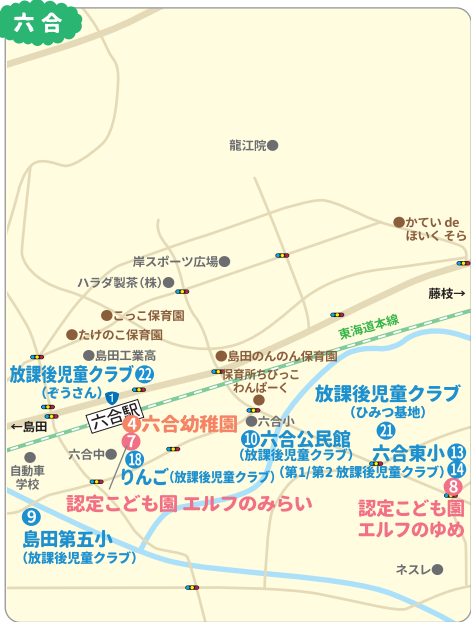 六合
龍江院
かてい de
ほいく そら
岸スポーツ広場
ハラダ製茶（株）
藤枝→
こっこ保育園
東海道本線
たけのこ保育園
島田工業高
島田のんのん保育園
放課後児童クラブ 22
（ぞうさん）
保育所ちびっこ
わんぱーく
放課後児童クラブ
（ひみつ基地）
21
1
六合駅
←島田
4 六合幼稚園
7
六合小
10 六合公民館
（放課後児童クラブ）
六合東小 13
14
（第1/第2 放課後児童クラブ）
六合中
18
りんご（放課後児童クラブ）
自動車
学校
認定こども園 エルフのみらい
8
認定こども園
エルフのゆめ
9
島田第五小
（放課後児童クラブ）
ネスレ